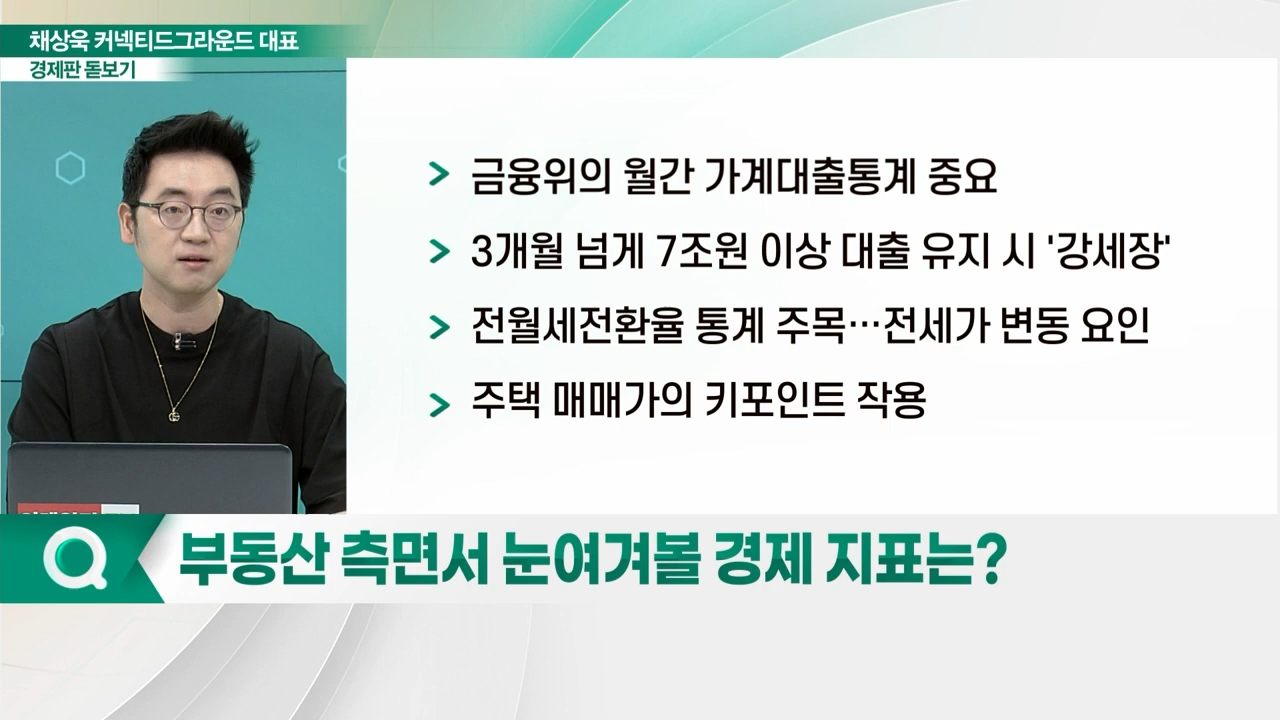 채상욱 커넥티드그라운드 대표
경제판 돋보기
> 금융위의 월간 가계대출통계 중요
> 3개월 넘게 7조원 이상 대출 유지 시 '강세장'
> 전월세전환율 통계 주목…전세가 변동 요인
> 주택 매매가의 키포인트 작용
Q 부동산 측면서 눈여겨볼 경제 지표는?